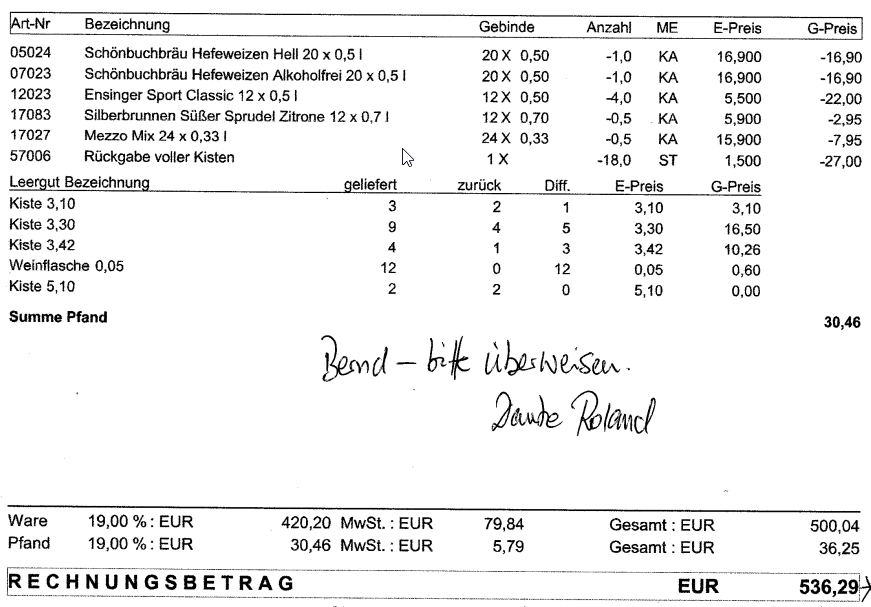 Art-Nr Bezeichnung Gebinde Anzahl ME E-Preis G-Preis
05024 Schönbuchbräu Hefeweizen Hell 20 x 0,5 l 20 X 0,50 -1,0 KA 16,900 -16,90
07023 Schönbuchbräu Hefeweizen Alkoholfrei 20 x 0,5 l 20 X 0,50 -1,0 KA 16,900 -16,90
12023 Ensinger Sport Classic 12 x 0,5 l 12 X 0,50 -4,0 KA 5,500 -22,00
17083 Silberbrunnen Süßer Sprudel Zitrone 12 x 0,7 l 12 X 0,70 -0,5 KA 5,900 -2,95
17027 Mezzo Mix 24 x 0,33 l 24 X 0,33 -0,5 KA 15,900 -7,95
57006 Rückgabe voller Kisten 1 X -18,0 ST 1,500 -27,00
Leergut Bezeichnung geliefert zurück Diff. E-Preis G-Preis
Kiste 3,10 3 2 1 3,10 3,10
Kiste 3,30 9 4 5 3,30 16,50
Kiste 3,42 4 1 3 3,42 10,26
Weinflasche 0,05 12 0 12 0,05 0,60
Kiste 5,10 2 2 0 5,10 0,00
Summe Pfand 30,46
Bernd – bitte überweisen.
Danke Roland
Ware 19,00 % : EUR 420,20 MwSt. : EUR 79,84 Gesamt : EUR 500,04
Pfand 19,00 % : EUR 30,46 MwSt. : EUR 5,79 Gesamt : EUR 36,25
RECHNUNGSBETRAG EUR 536,29